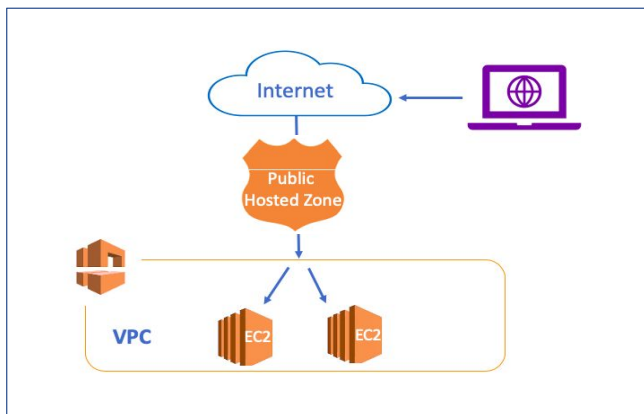 Internet
Public
Hosted Zone
VPC
EC2
EC2